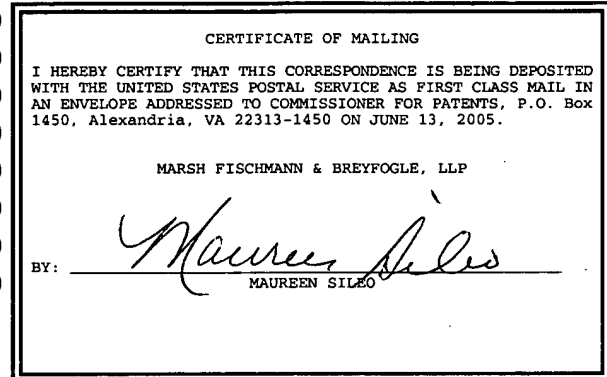 CERTIFICATE OF MAILING
I HEREBY CERTIFY THAT THIS CORRESPONDENCE IS BEING DEPOSITED
WITH THE UNITED STATES POSTAL SERVICE AS FIRST CLASS MAIL IN
AN ENVELOPE ADDRESSED TO COMMISSIONER FOR PATENTS, P.O. Box
1450, Alexandria, VA 22313-1450 ON JUNE 13, 2005.
MARSH FISCHMANN & BREYFOGLE, LLP
Maureen Sileo
BY:
MAUREEN SILEO